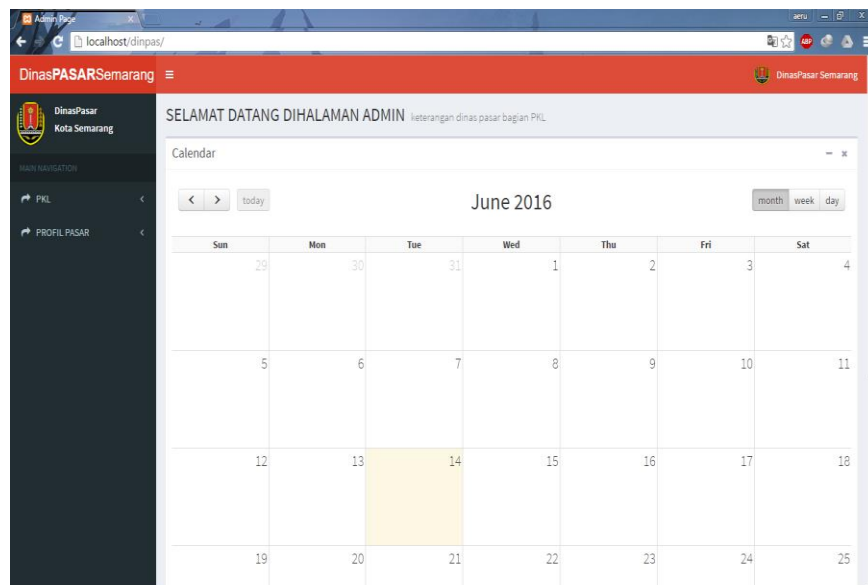 Admin Page
aeru
localhost/dinpas/
ABP
DinasPASARSemarang
DinasPasar Semarang
DinasPasar
Kota Semarang
SELAMAT DATANG DIHALAMAN ADMIN keterangan dinas pasar bagian PKL
Calendar
MAIN NAVIGATION
PKL
PROFIL PASAR
today
June 2016
month week day
Sun Mon Tue Wed Thu Fri Sat
29 30 31 1 2 3 4
5 6 7 8 9 10 11
12 13 14 15 16 17 18
19 20 21 22 23 24 25